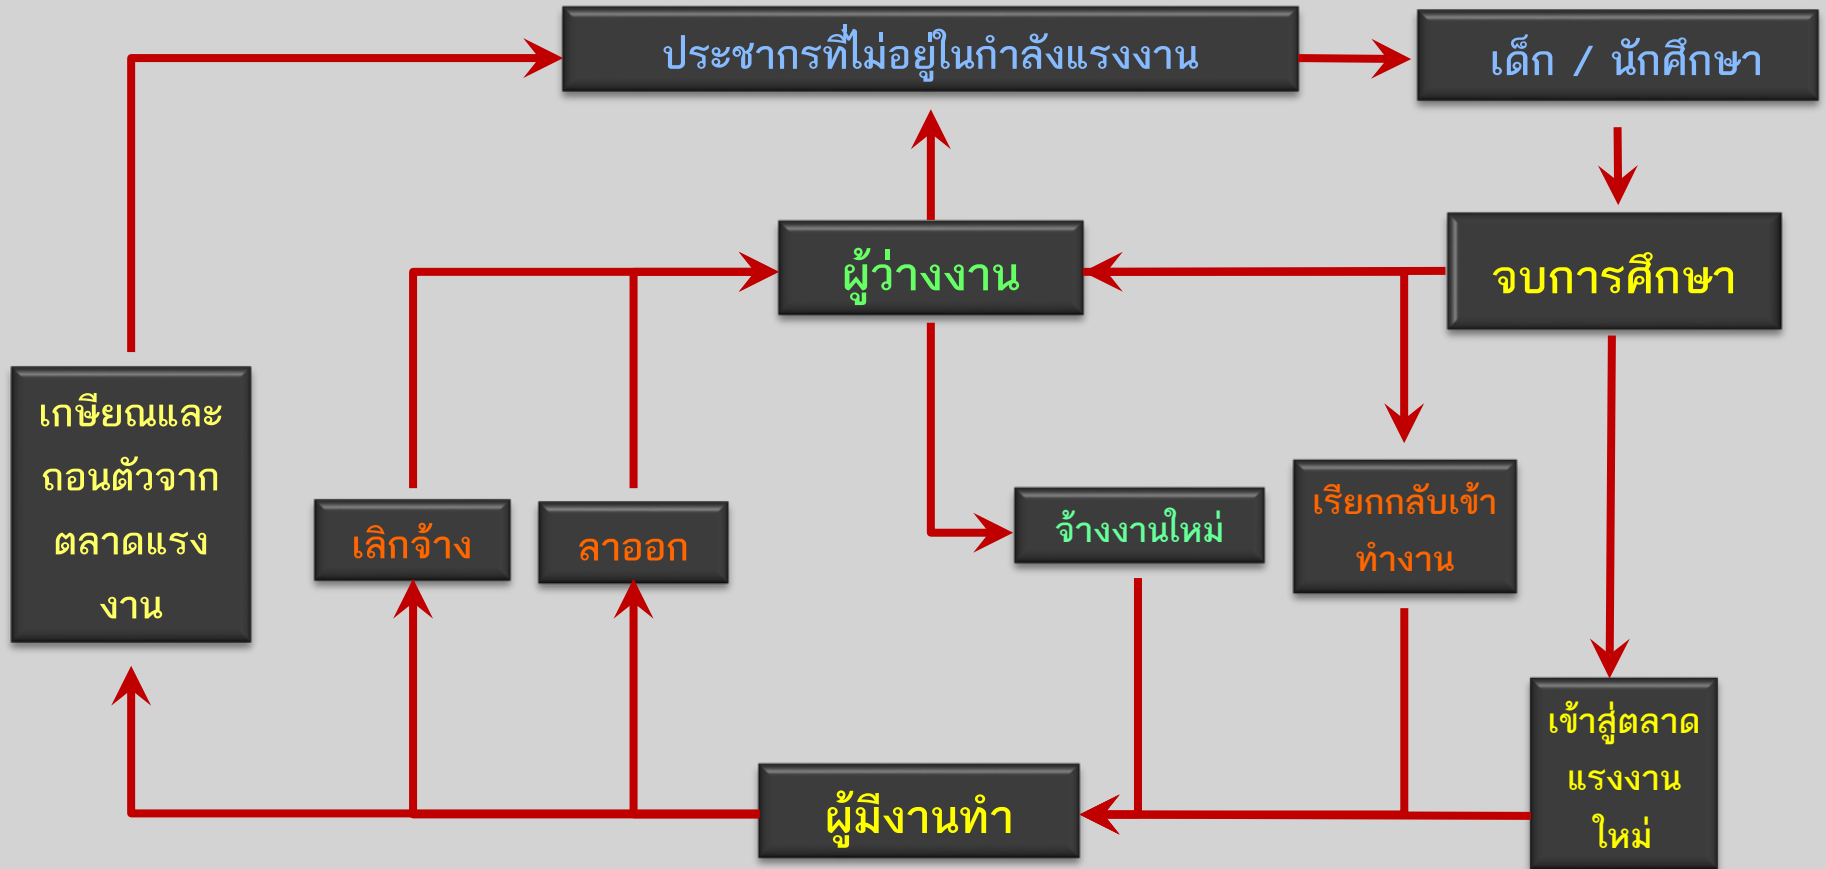 ประชากรที่ไม่อยู่ในกำลังแรงงาน
เด็ก / นักศึกษา
ผู้ว่างงาน
จบการศึกษา
เกษียณและ
ถอนตัวจาก
ตลาดแรง
งาน
เลิกจ้าง
ลาออก
จ้างงานใหม่
เรียกกลับเข้า
ทำงาน
ผู้มีงานทำ
เข้าสู่ตลาด
แรงงาน
ใหม่